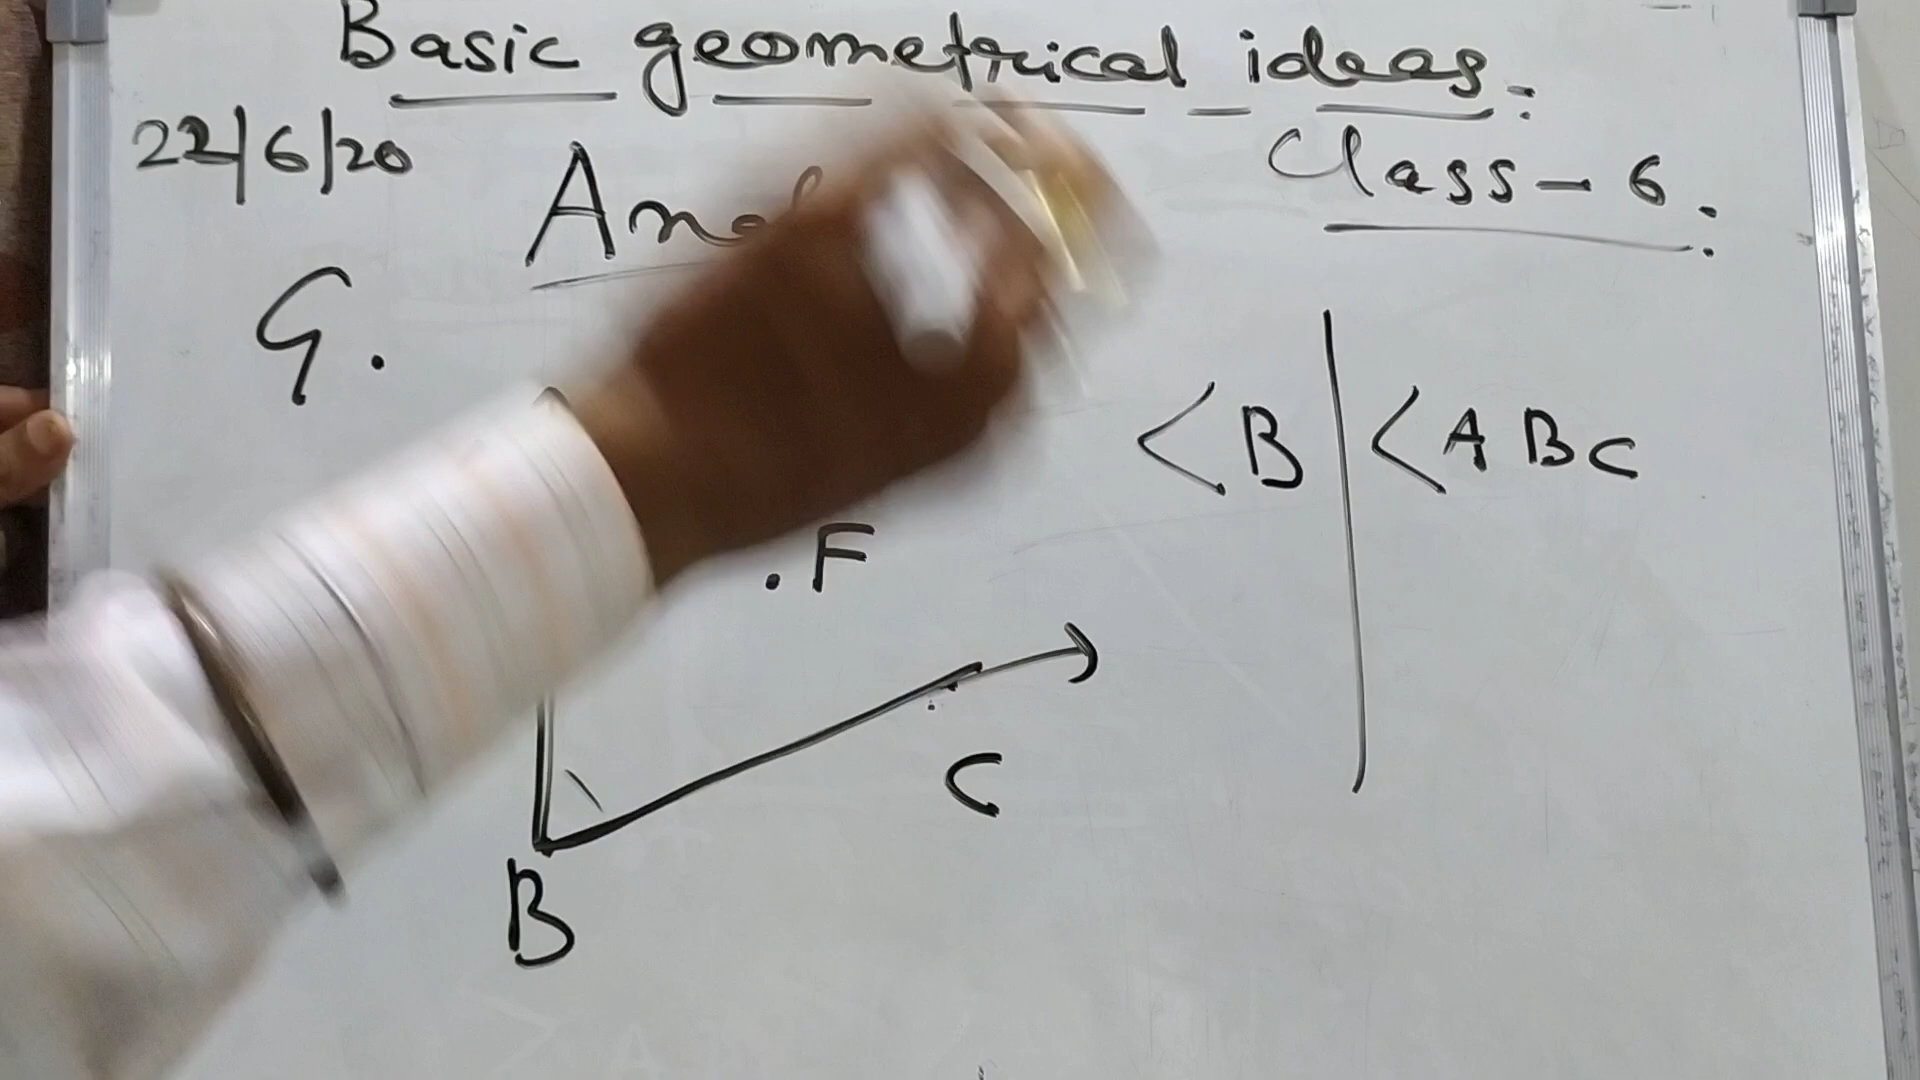 Basic geometrical ideas:
22/6/20
Class - 6:
G.
<B | <ABC
.F
C
B